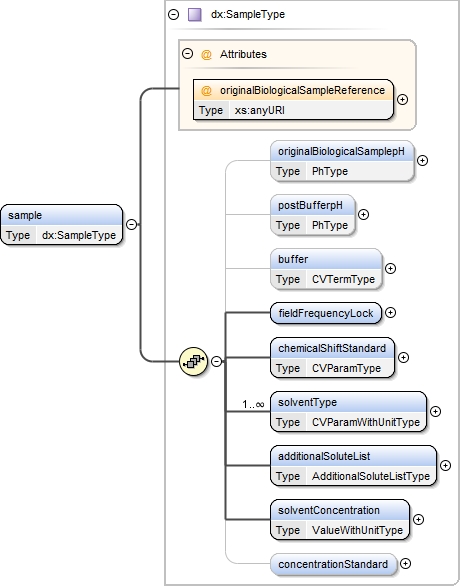 dx:SampleType
@ Attributes
@ originalBiologicalSampleReference
Type xs:anyURI
originalBiologicalSamplepH
Type PhType
postBufferpH
Type PhType
sample
Type dx:SampleType
buffer
Type CVTermType
fieldFrequencyLock
chemicalShiftStandard
Type CVParamType
1..∞
solventType
Type CVParamWithUnitType
additionalSoluteList
Type AdditionalSoluteListType
solventConcentration
Type ValueWithUnitType
concentrationStandard